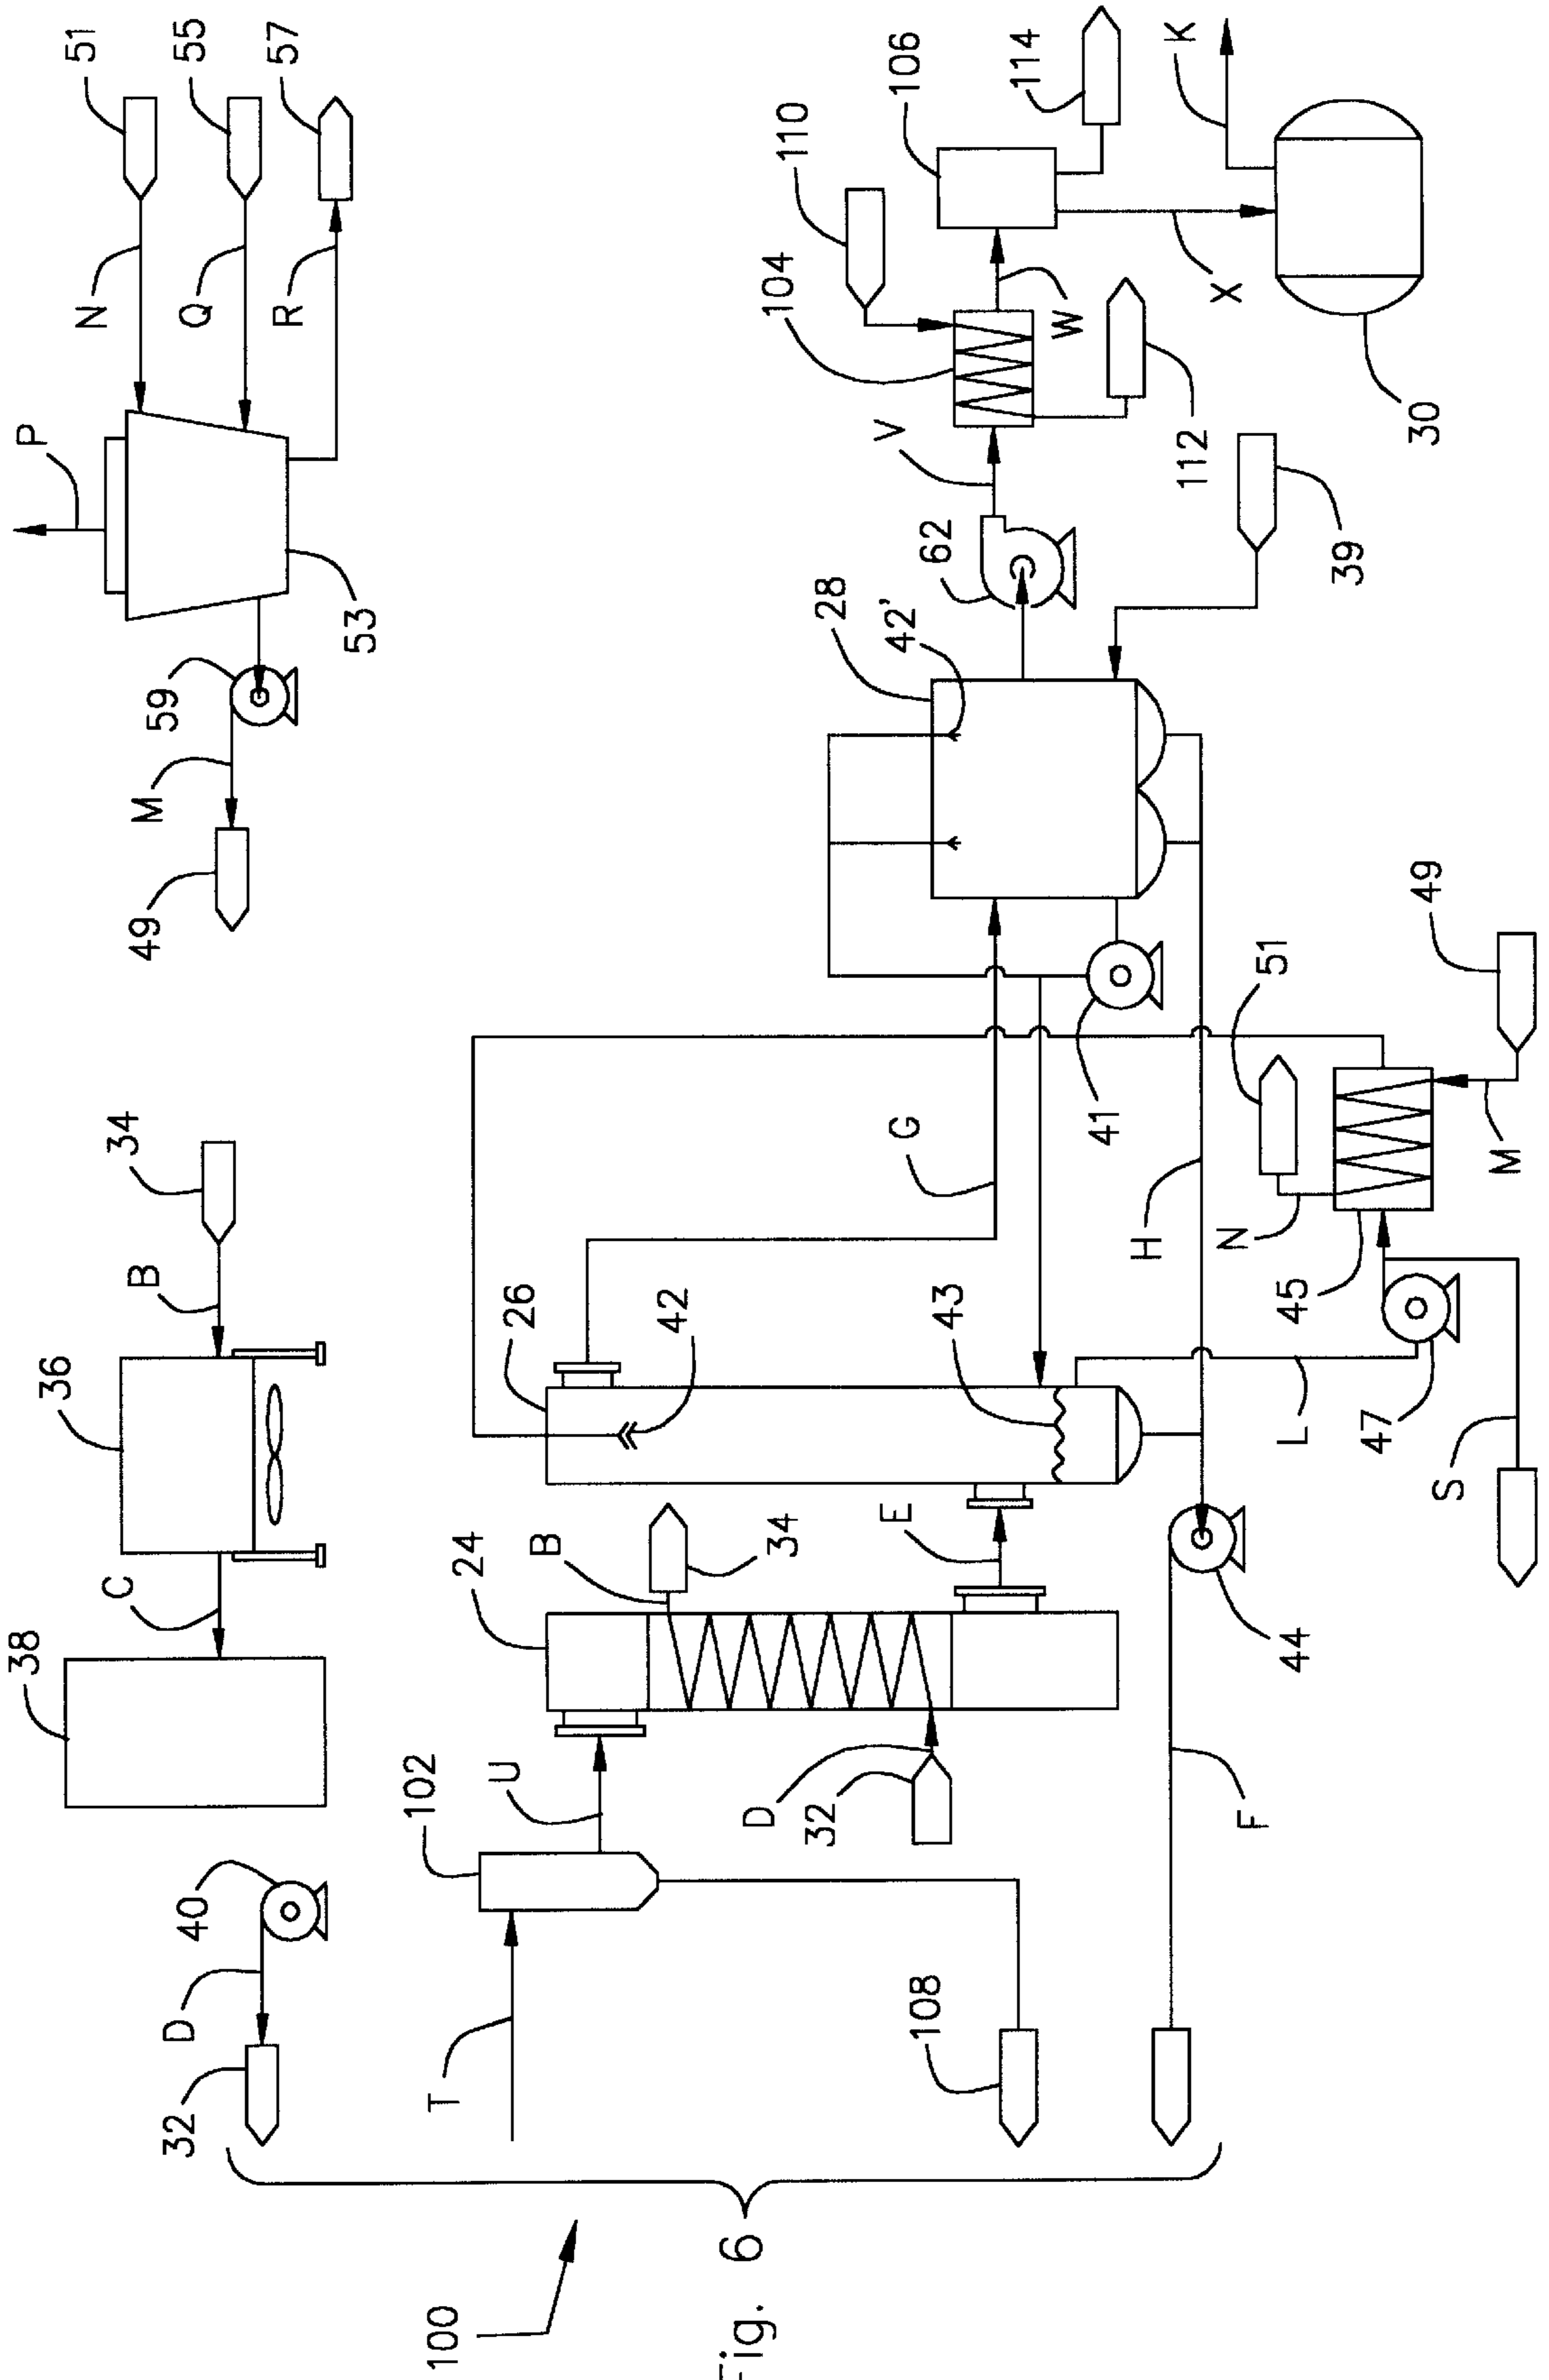 38
C
36
B
34
49
M
59
P
53
N
Q
R
51
55
57
40
D
32
T
102
U
24
B
34
26
42
43
E
D
32
108
F
44
G
H
41
28
42'
62
V
104
110
106
114
W
112
X
K
30
39
L
47
S
45
N
51
M
49
100
Fig. 6